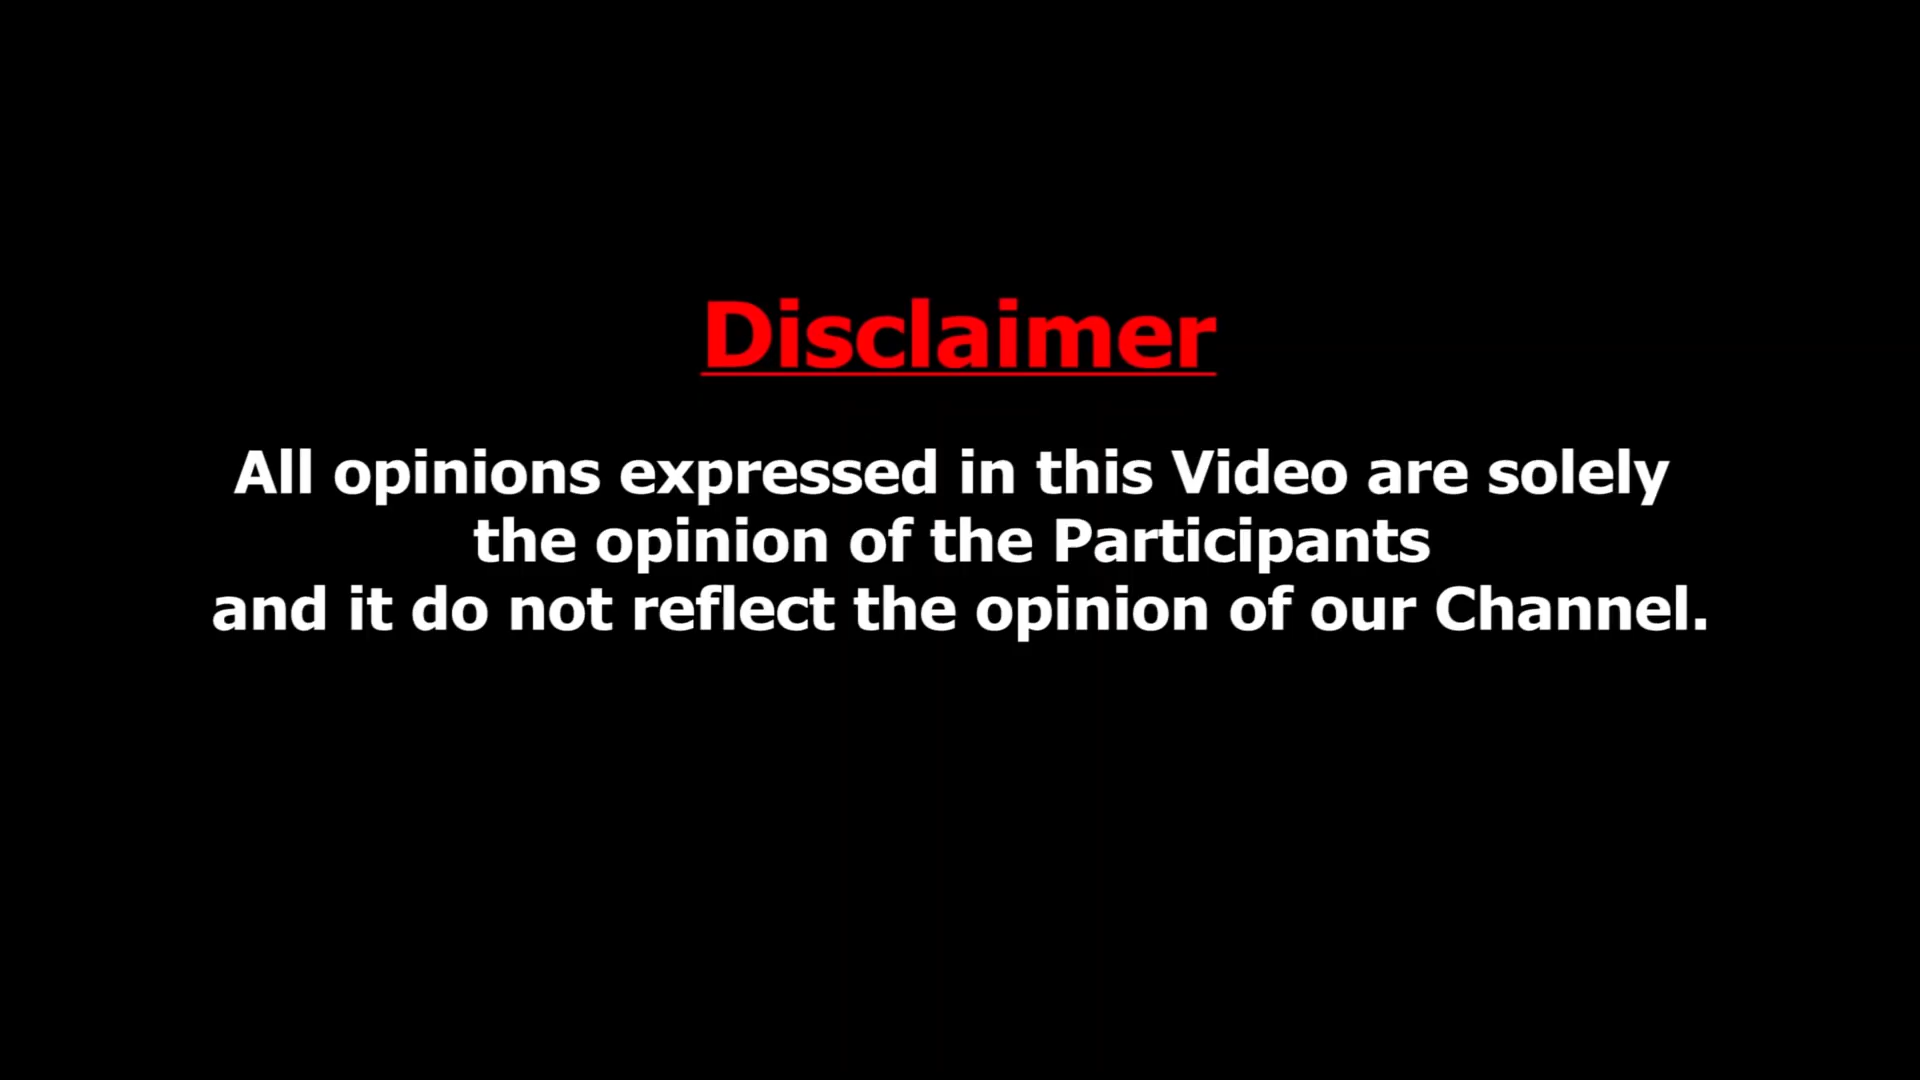 Disclaimer
All opinions expressed in this Video are solely
the opinion of the Participants
and it do not reflect the opinion of our Channel.